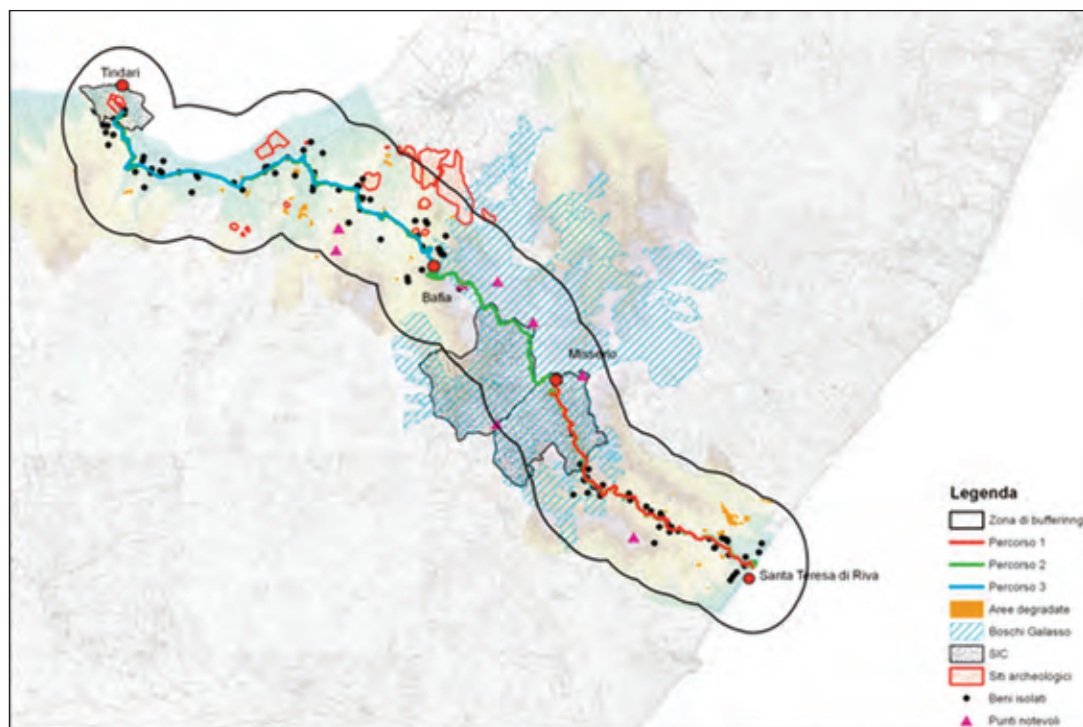 Tindari
Bafia
Misserio
Santa Teresa di Riva
Legenda
Zona di bufferinng
Percorso 1
Percorso 2
Percorso 3
Aree degradate
Boschi Galasso
SIC
Siti archeologici
Beni isolati
Punti notevoli